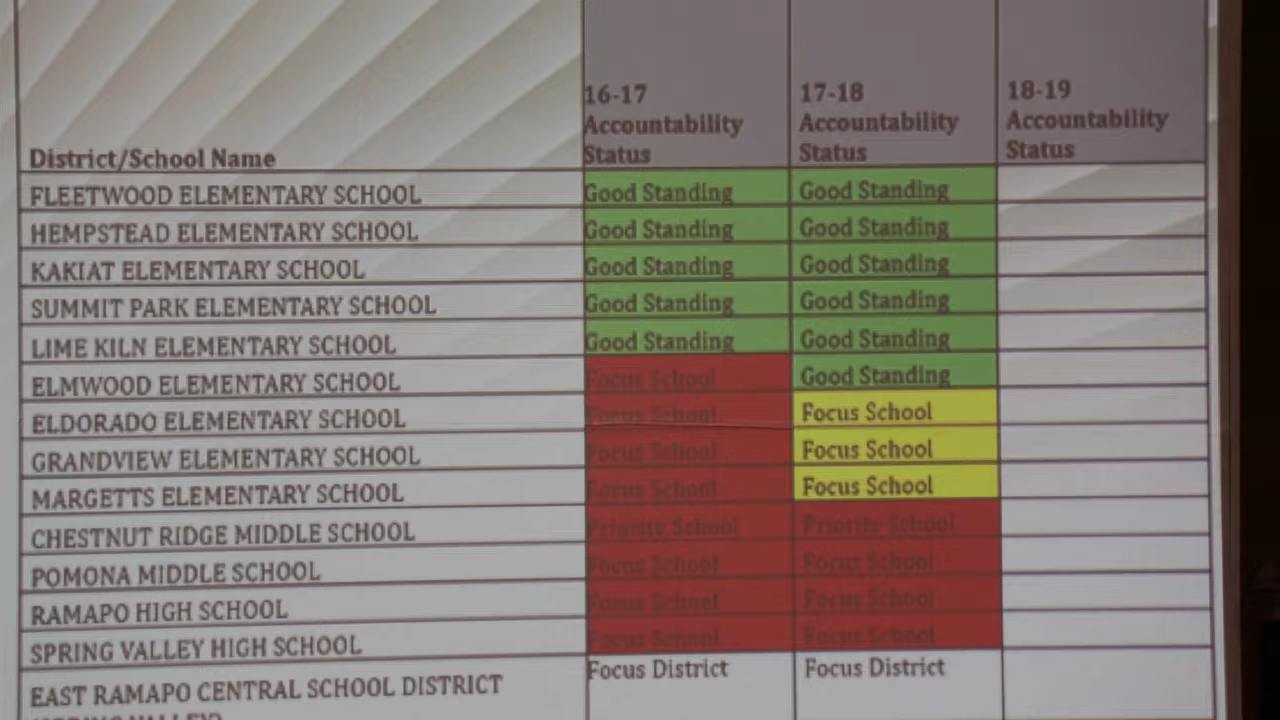 District/School Name
16-17
Accountability
Status
17-18
Accountability
Status
18-19
Accountability
Status
FLEETWOOD ELEMENTARY SCHOOL Good Standing Good Standing
HEMPSTEAD ELEMENTARY SCHOOL Good Standing Good Standing
KAKIAT ELEMENTARY SCHOOL Good Standing Good Standing
SUMMIT PARK ELEMENTARY SCHOOL Good Standing Good Standing
LIME KILN ELEMENTARY SCHOOL Good Standing Good Standing
ELMWOOD ELEMENTARY SCHOOL Focus School Good Standing
ELDORADO ELEMENTARY SCHOOL Focus School Focus School
GRANDVIEW ELEMENTARY SCHOOL Focus School Focus School
MARGETTS ELEMENTARY SCHOOL Focus School Focus School
CHESTNUT RIDGE MIDDLE SCHOOL Priority School Priority School
POMONA MIDDLE SCHOOL Focus School Focus School
RAMAPO HIGH SCHOOL Focus School Focus School
SPRING VALLEY HIGH SCHOOL Focus School Focus School
EAST RAMAPO CENTRAL SCHOOL DISTRICT Focus District Focus District